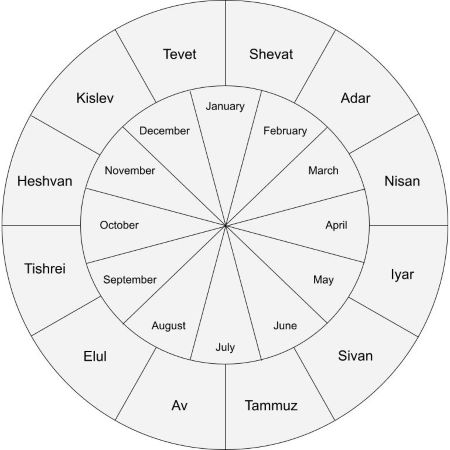 Tevet
Shevat
Adar
Nisan
Iyar
Sivan
Tammuz
Av
Elul
Tishrei
Heshvan
Kislev
January
February
March
April
May
June
July
August
September
October
November
December